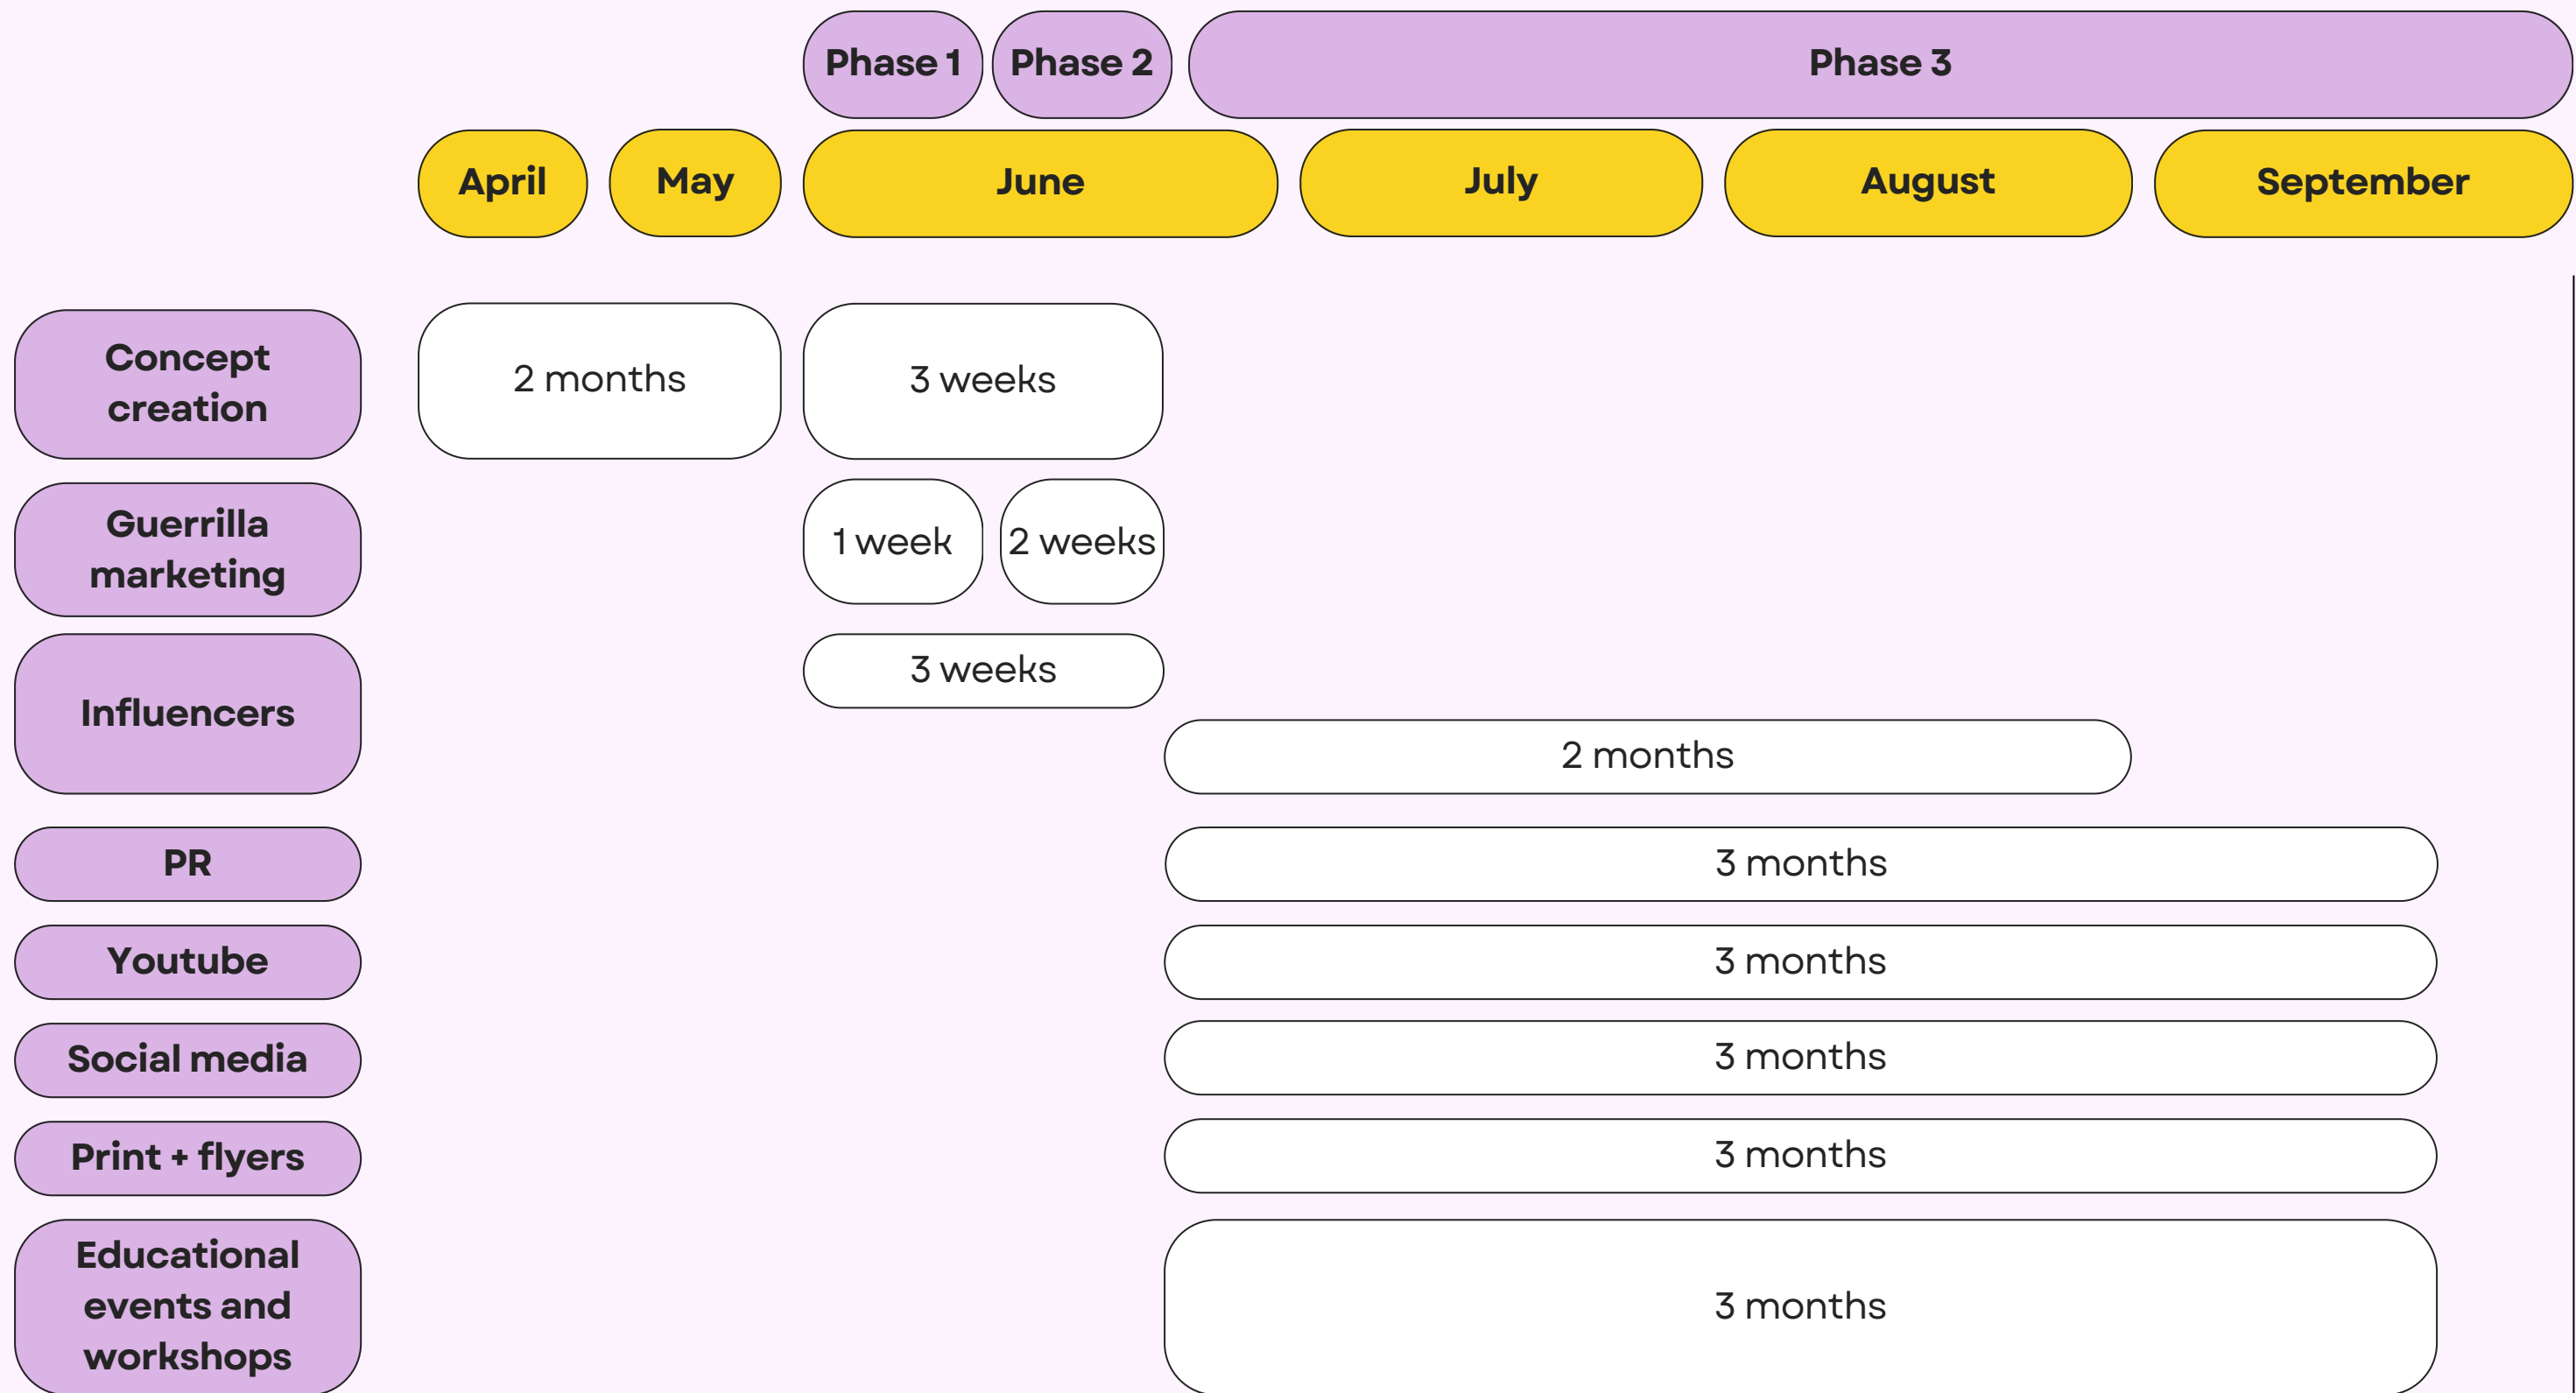 Phase 1 Phase 2 Phase 3
April May June July August September
Concept
creation
2 months 3 weeks
Guerrilla
marketing
1 week 2 weeks
Influencers
3 weeks
2 months
PR
3 months
Youtube
3 months
Social media
3 months
Print + flyers
3 months
Educational
events and
workshops
3 months